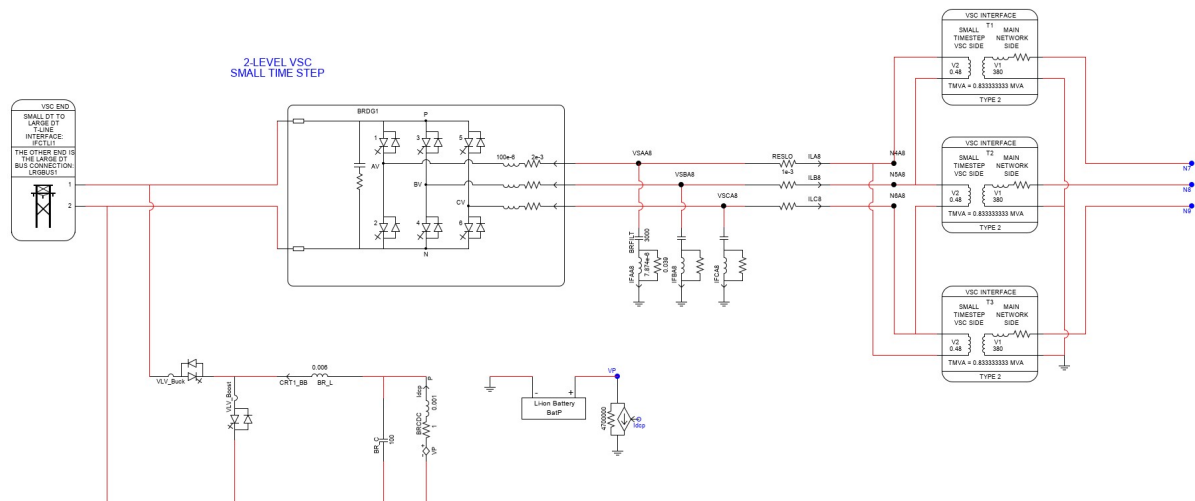 2-LEVEL VSC
SMALL TIME STEP
VSC END
SMALL DT TO
LARGE DT
T-LINE
INTERFACE:
IFCTLI1
THE OTHER END IS
THE LARGE DT
BUS CONNECTION:
LRGBUS1
1
2
BRDG1
P
1
3
5
AV
BV
CV
2
4
6
N
100e-6
2e-3
VSAA8
VSBA8
VSCA8
RESLO
1e-3
ILA8
ILB8
ILC8
N4A8
N5A8
N6A8
BRFILT
3000
7.874e-6
0.039
IFAA8
IFBA8
IFCA8
VSC INTERFACE
T1
SMALL
TIMESTEP
VSC SIDE
MAIN
NETWORK
SIDE
V2
0.48
V1
380
TMVA = 0.833333333 MVA
TYPE 2
VSC INTERFACE
T2
SMALL
TIMESTEP
VSC SIDE
MAIN
NETWORK
SIDE
V2
0.48
V1
380
TMVA = 0.833333333 MVA
TYPE 2
VSC INTERFACE
T3
SMALL
TIMESTEP
VSC SIDE
MAIN
NETWORK
SIDE
V2
0.48
V1
380
TMVA = 0.833333333 MVA
TYPE 2
N7
N8
N9
VLV_Buck
VLV_Boost
CRT1_BB
0.006
BR_L
BR_C
100
Idcp
P
0.001
BRCDC
1
- +
VP
- +
Li-ion Battery
BatP
VP
4700000
Idcp